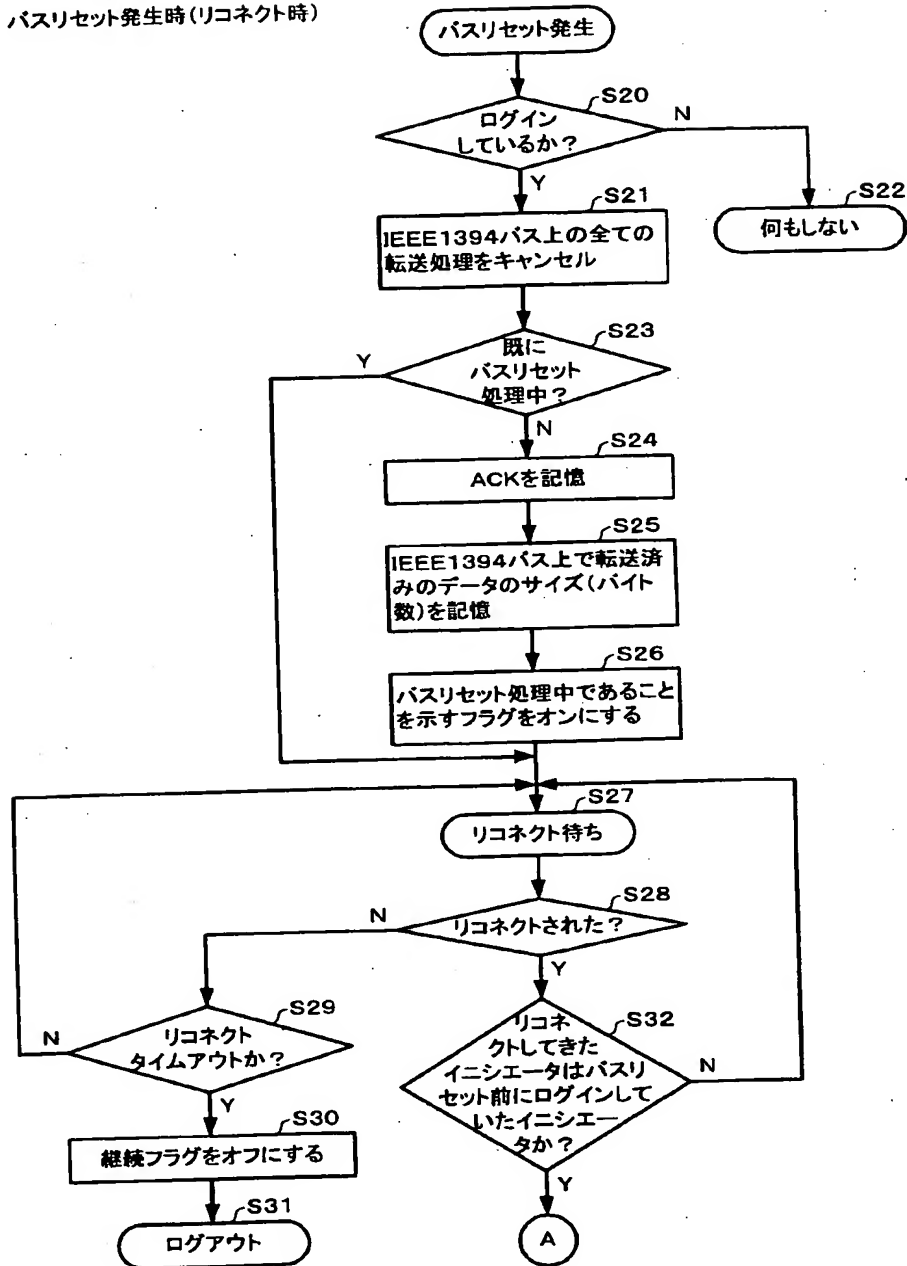 バスリセット発生時(リコネクト時)
バスリセット発生
S20
ログイン
しているか?
N
Y
S21
IEEE1394バス上の全ての
転送処理をキャンセル
S22
何もしない
S23
既に
バスリセット
処理中?
Y
N
S24
ACKを記憶
S25
IEEE1394バス上で転送済
みのデータのサイズ(バイト
数)を記憶
S26
バスリセット処理中であること
を示すフラグをオンにする
S27
リコネクト待ち
S28
リコネクトされた?
N
Y
S29
リコネクト
タイムアウトか?
N
Y
S30
継続フラグをオフにする
S31
ログアウト
S32
リコネ
クトしてきた
イニシエータはバスリ
セット前にログインして
いたイニシエー
タか?
N
Y
A